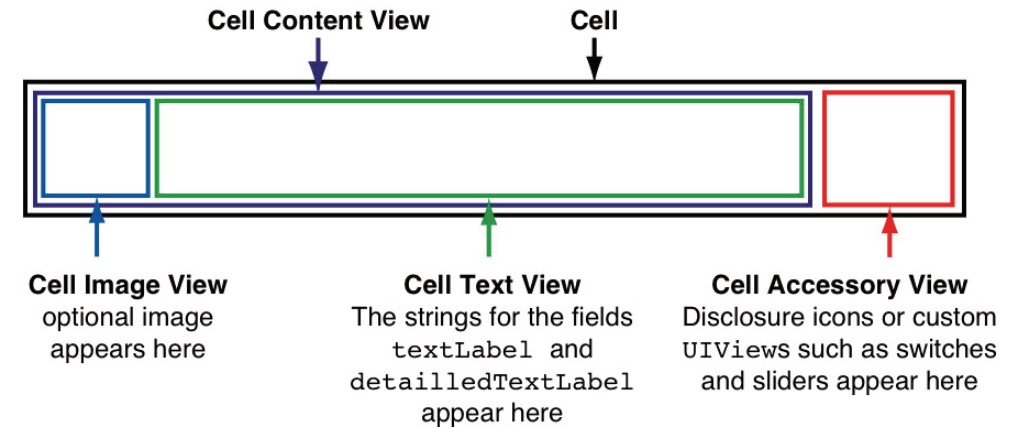 Cell Content View
Cell
Cell Image View
optional image
appears here
Cell Text View
The strings for the fields
textLabel and
detailledTextLabel
appear here
Cell Accessory View
Disclosure icons or custom
UIViews such as switches
and sliders appear here